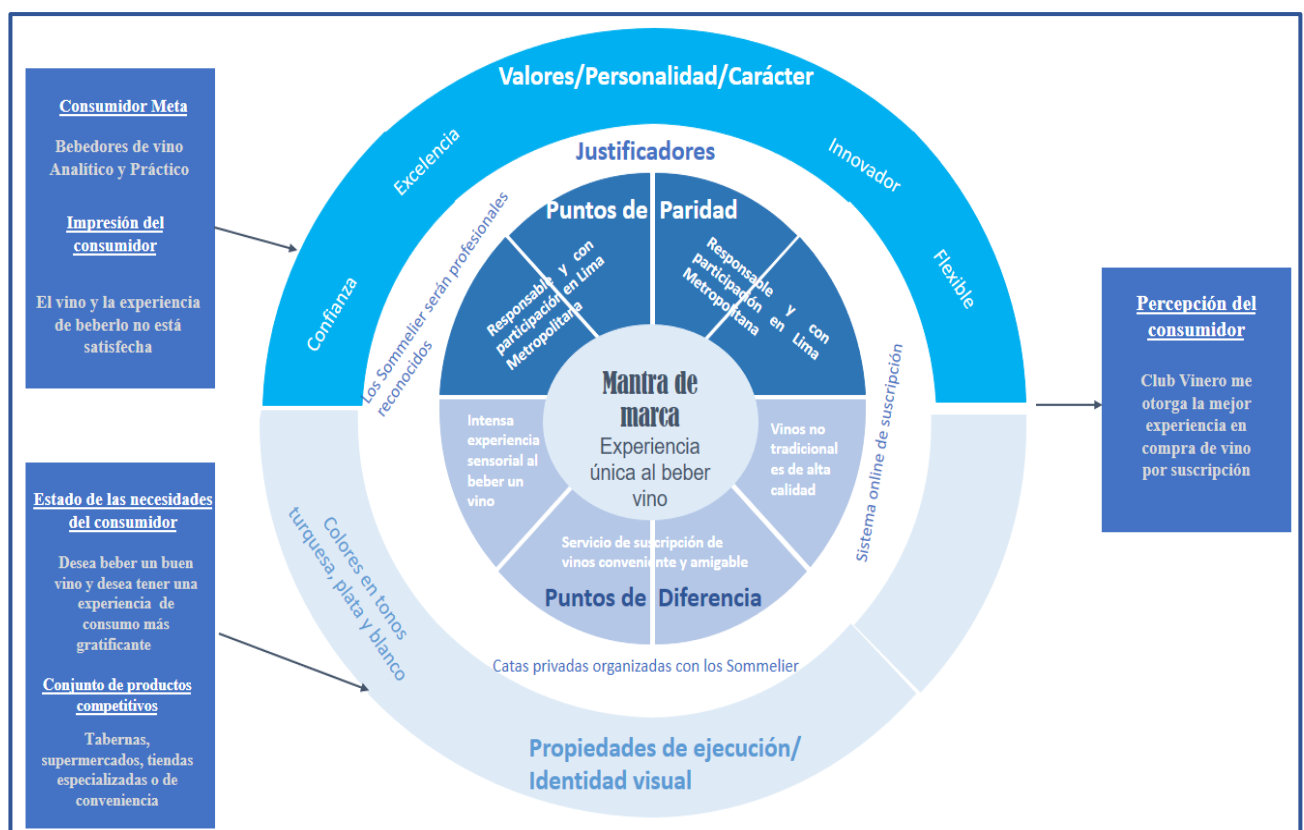 Valores/Personalidad/Carácter
Confianza
Excelencia
Innovador
Flexible
Consumidor Meta
Bebedores de vino
Analítico y Práctico
Impresión del
consumidor
El vino y la experiencia
de beberlo no está
satisfecha
Estado de las necesidades
del consumidor
Desea beber un buen
vino y desea tener una
experiencia de
consumo más
gratificante
Conjunto de productos
competitivos
Tabernas,
supermercados, tiendas
especializadas o de
conveniencia
Justificadores
Los Sommelier serán profesionales
reconocidos
Sistema online de suscripción
Catas privadas organizadas con los Sommelier
Puntos de Paridad
Responsable y con
participación en Lima
Metropolitana
Responsable y con
participación en Lima
Metropolitana
Mantra de
marca
Experiencia
única al beber
vino
Intensa
experiencia
sensorial al
beber un
vino
Vinos no
tradicional
es de alta
calidad
Servicio de suscripción de
vinos conveniente y amigable
Puntos de Diferencia
Colores en tonos
turquesa, plata y blanco
Propiedades de ejecución/
Identidad visual
Percepción del
consumidor
Club Vinero me
otorga la mejor
experiencia en
compra de vino
por suscripción